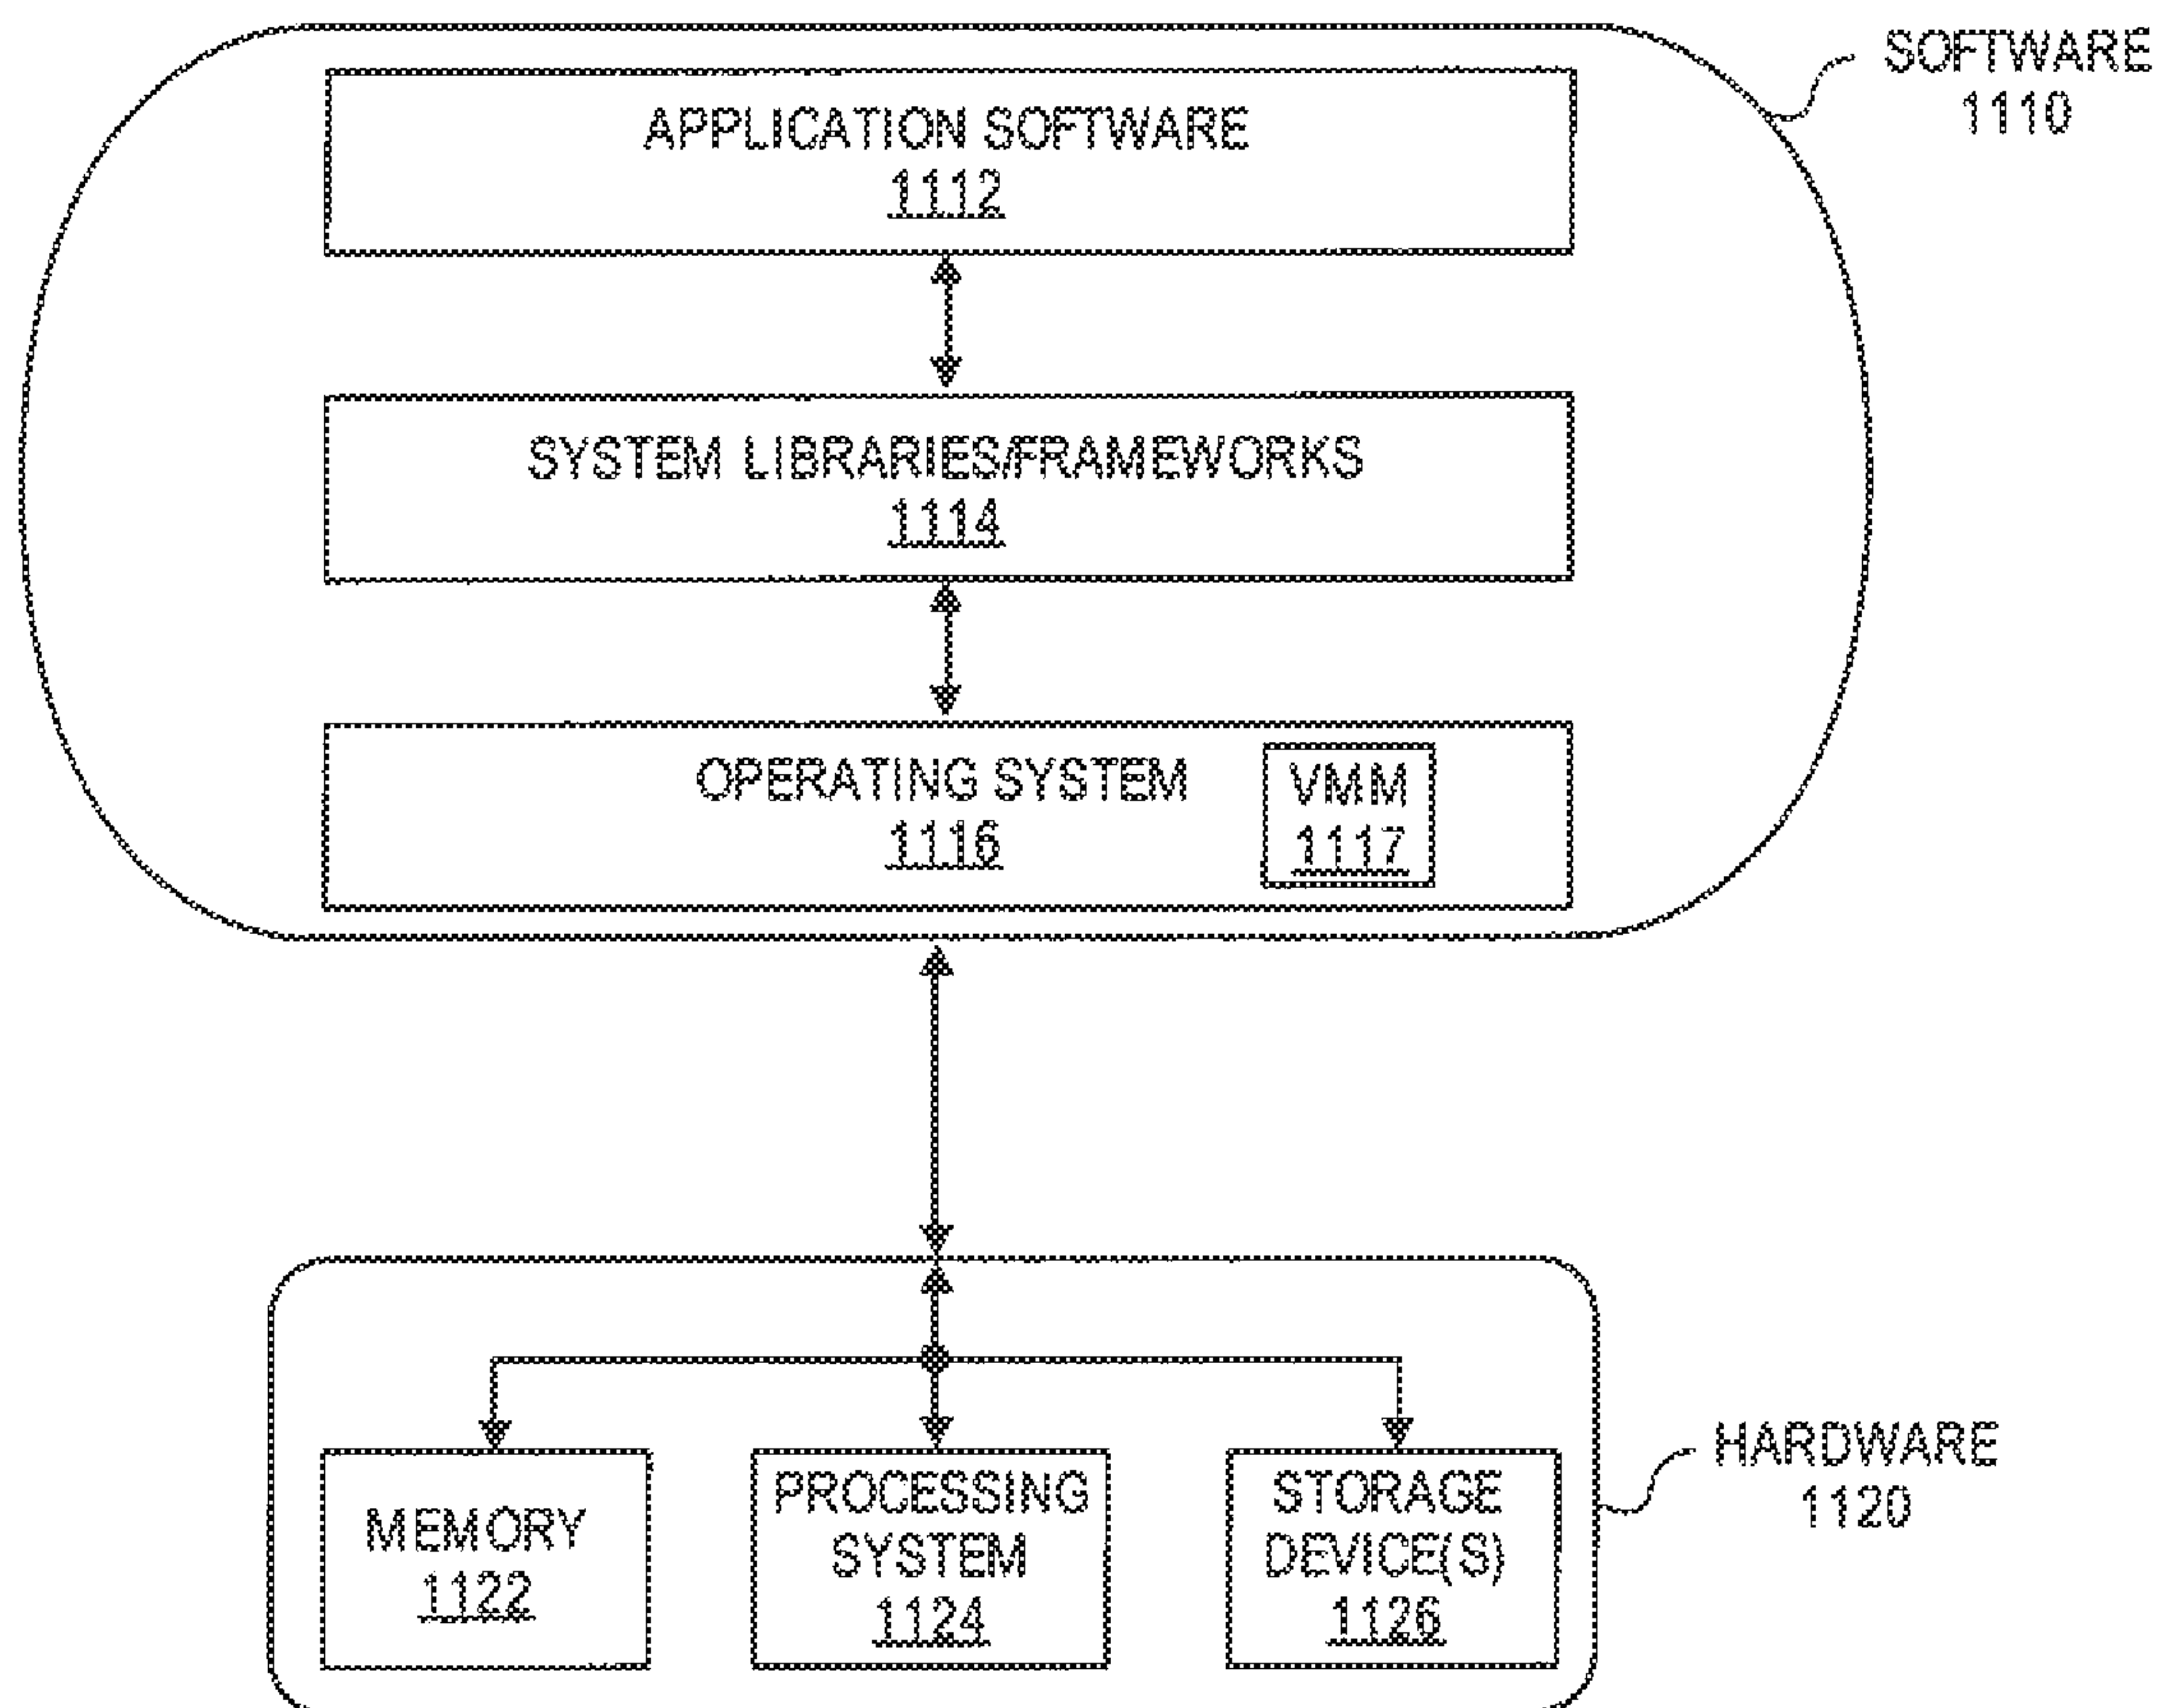 SOFTWARE
1110
APPLICATION SOFTWARE
1112
SYSTEM LIBRARIES/FRAMEWORKS
1114
OPERATING SYSTEM
1116
VMM
1117
HARDWARE
1120
MEMORY
1122
PROCESSING
SYSTEM
1124
STORAGE
DEVICE(S)
1126